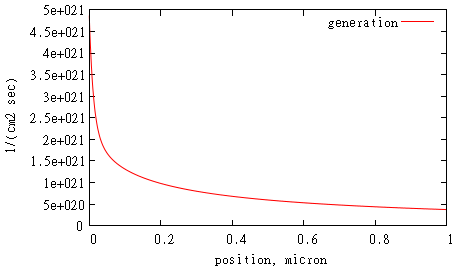 5e+021
4.5e+021
4e+021
3.5e+021
3e+021
2.5e+021
2e+021
1.5e+021
1e+021
5e+020
0
1/(cm2 sec)
generation
0 0.2 0.4 0.6 0.8 1
position, micron